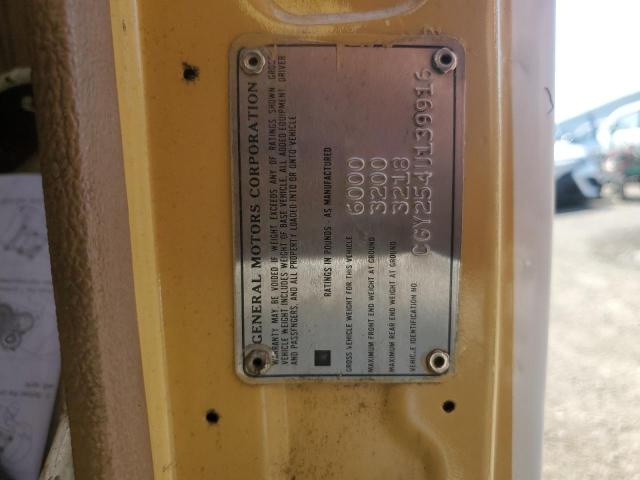 GENERAL MOTORS CORPORATION
WARRANTY MAY BE VOIDED IF WEIGHT EXCEEDS ANY OF RATINGS SHOWN. GROSS
VEHICLE WEIGHT INCLUDES WEIGHT OF BASE VEHICLE, ALL ADDED EQUIPMENT, DRIVER
AND PASSENGERS, AND ALL PROPERTY LOADED INTO OR ONTO VEHICLE.
RATINGS IN POUNDS - AS MANUFACTURED
GROSS VEHICLE WEIGHT FOR THIS VEHICLE 6000
MAXIMUM FRONT END WEIGHT AT GROUND 3200
MAXIMUM REAR END WEIGHT AT GROUND 3218
VEHICLE IDENTIFICATION NO. CGY254U139916